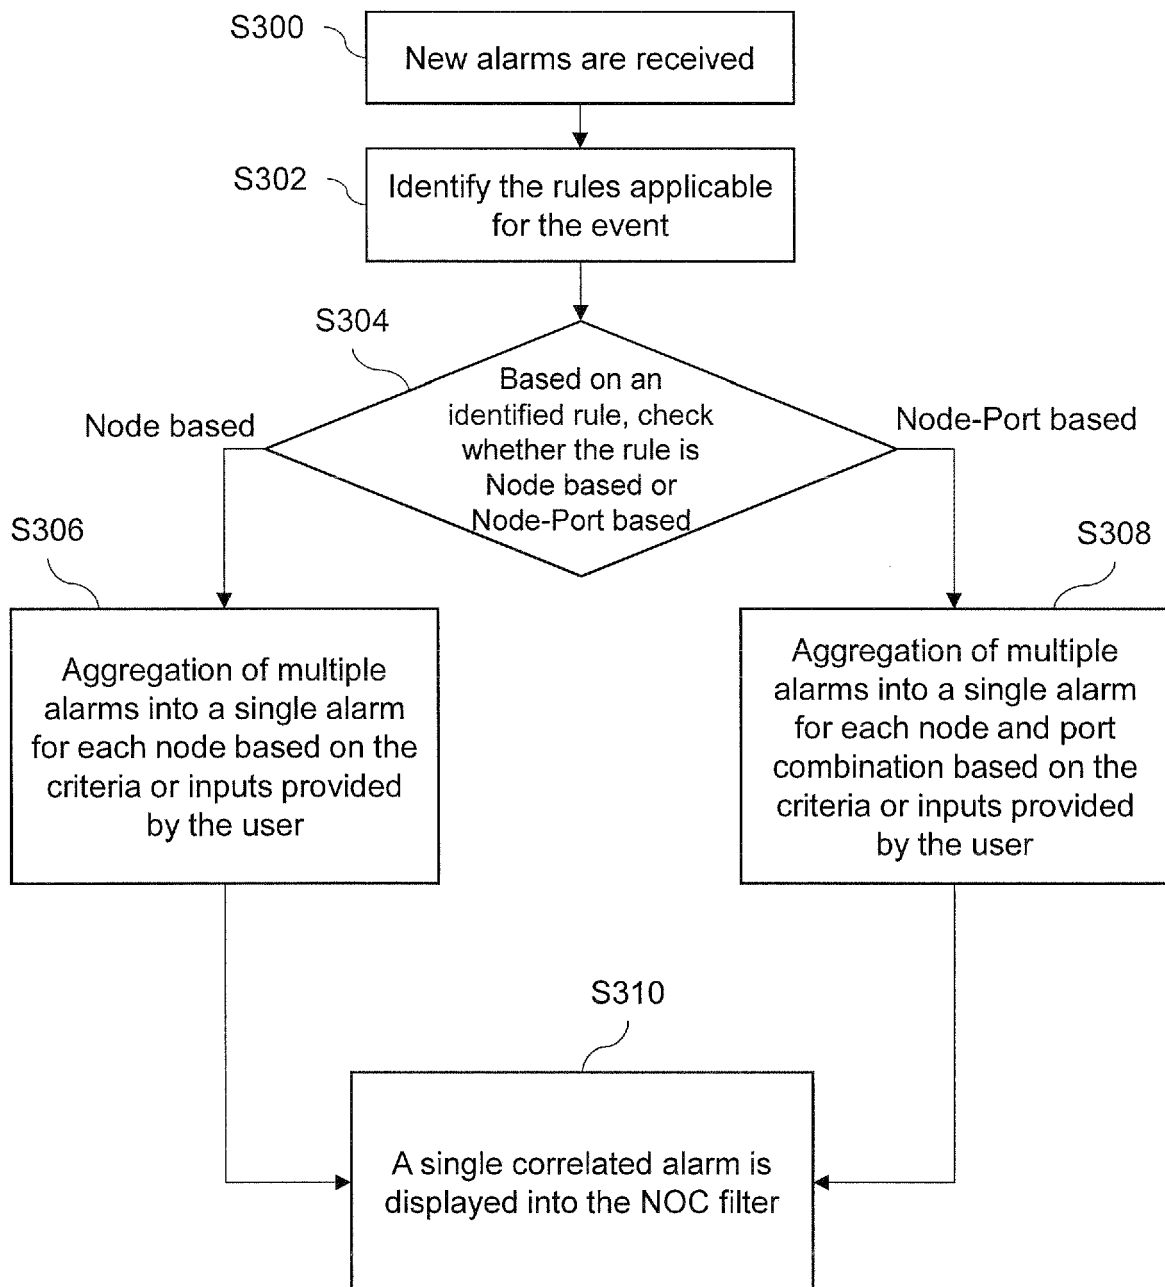 S300
New alarms are received
S302
Identify the rules applicable
for the event
S304
Based on an
identified rule, check
whether the rule is
Node based or
Node-Port based
Node based
Node-Port based
S306
Aggregation of multiple
alarms into a single alarm
for each node based on the
criteria or inputs provided
by the user
S308
Aggregation of multiple
alarms into a single alarm
for each node and port
combination based on the
criteria or inputs provided
by the user
S310
A single correlated alarm is
displayed into the NOC filter